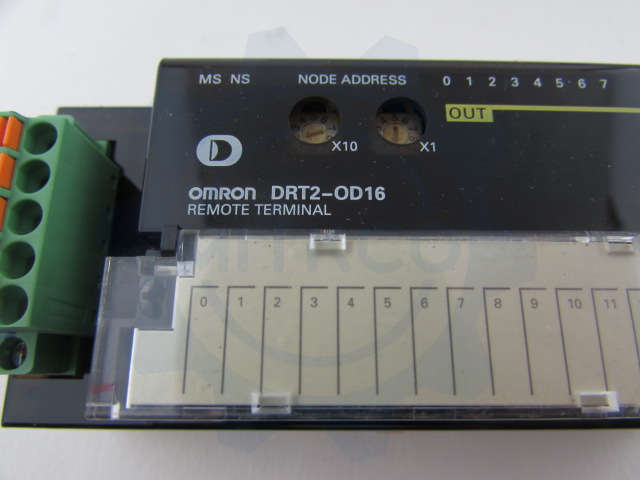 MS NS NODE ADDRESS 0 1 2 3 4 5 6 7
OUT
X10 X1
D
OMRON DRT2-OD16
REMOTE TERMINAL
0 1 2 3 4 5 6 7 8 9 10 11